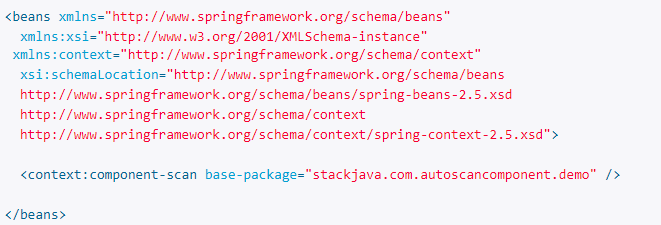 <beans xmlns="http://www.springframework.org/schema/beans"
xmlns:xsi="http://www.w3.org/2001/XMLSchema-instance"
xmlns:context="http://www.springframework.org/schema/context"
xsi:schemaLocation="http://www.springframework.org/schema/beans
http://www.springframework.org/schema/beans/spring-beans-2.5.xsd
http://www.springframework.org/schema/context
http://www.springframework.org/schema/context/spring-context-2.5.xsd">
<context:component-scan base-package="stackjava.com.autoscancomponent.demo" />
</beans>